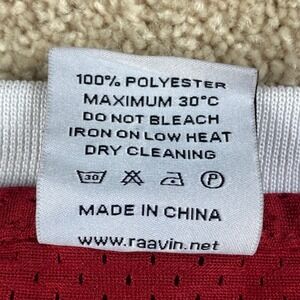 100% POLYESTER
MAXIMUM 30°C
DO NOT BLEACH
IRON ON LOW HEAT
DRY CLEANING
30 P
MADE IN CHINA
www.raavin.net